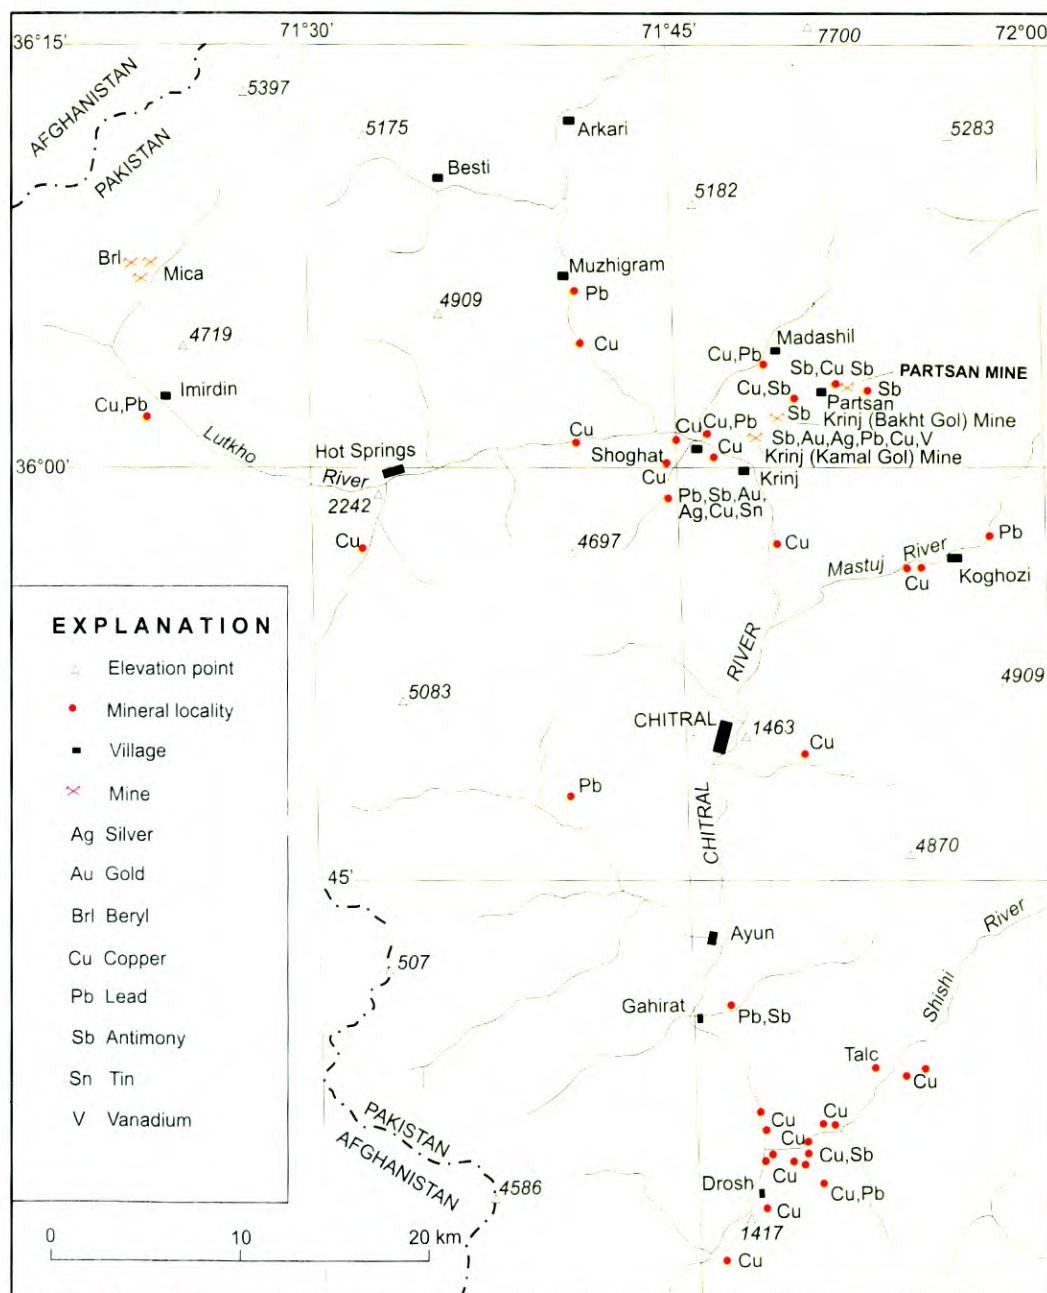 71°30'
71°45'
72°00'
36°15'
7700
AFGHANISTAN
PAKISTAN
5397
5175
Arkari
5283
Besti
5182
Brl
Mica
Muzhigram
Pb
4909
4719
Cu
Madashil
Cu,Pb
Sb,Cu Sb
PARTSAN MINE
Imirdin
Cu,Pb
Cu,Sb
Partsan
Sb
Sb
Krinj (Bakht Gol) Mine
Lutkho
River
Hot Springs
Cu
Cu
Cu,Pb
Sb,Au,Ag,Pb,Cu,V
Krinj (Kamal Gol) Mine
36°00'
Shoghat
Cu
Cu
Krinj
2242
Pb,Sb,Au,
Ag,Cu,Sn
Cu
4697
Cu
Mastuj River
Pb
Cu
Koghozi
EXPLANATION
Elevation point
Mineral locality
Village
Mine
Ag Silver
Au Gold
Brl Beryl
Cu Copper
Pb Lead
Sb Antimony
Sn Tin
V Vanadium
RIVER
5083
4909
CHITRAL
1463
Cu
Pb
CHITRAL
4870
45'
Ayun
River
Shishi
507
Gahirat
Pb,Sb
Talc
Cu
PAKISTAN
AFGHANISTAN
Cu
Cu
Cu
Cu,Sb
Cu
Drosh
Cu,Pb
4586
Cu
1417
Cu
0 10 20 km